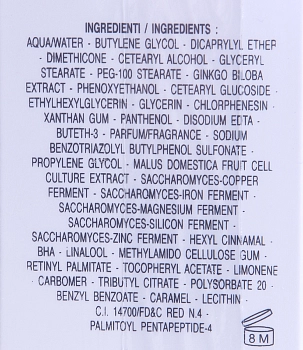 INGREDIENTI / INGREDIENTS :
AQUA/WATER - BUTYLENE GLYCOL - DICAPRYLYL ETHER
- DIMETHICONE - CETEARYL ALCOHOL - GLYCERYL
STEARATE - PEG-100 STEARATE - GINKGO BILOBA
EXTRACT - PHENOXYETHANOL - CETEARYL GLUCOSIDE -
ETHYLHEXYLGLYCERIN - GLYCERIN - CHLORPHENESIN -
XANTHAN GUM - PANTHENOL - DISODIUM EDTA -
BUTETH-3 - PARFUM/FRAGRANCE - SODIUM
BENZOTRIAZOLYL BUTYLPHENOL SULFONATE -
PROPYLENE GLYCOL - MALUS DOMESTICA FRUIT CELL
CULTURE EXTRACT - SACCHAROMYCES-COPPER
FERMENT - SACCHAROMYCES-IRON FERMENT -
SACCHAROMYCES-MAGNESIUM FERMENT -
SACCHAROMYCES-SILICON FERMENT -
SACCHAROMYCES-ZINC FERMENT - HEXYL CINNAMAL -
BHA - LINALOOL - METHYLAMIDO CELLULOSE GUM -
RETINYL PALMITATE - TOCOPHERYL ACETATE - LIMONENE
- CARBOMER - TRIBUTYL CITRATE - POLYSORBATE 20 -
BENZYL BENZOATE - CARAMEL - LECITHIN -
C.I. 14700/FD&C RED N.4 -
PALMITOYL PENTAPEPTIDE-4
8 M